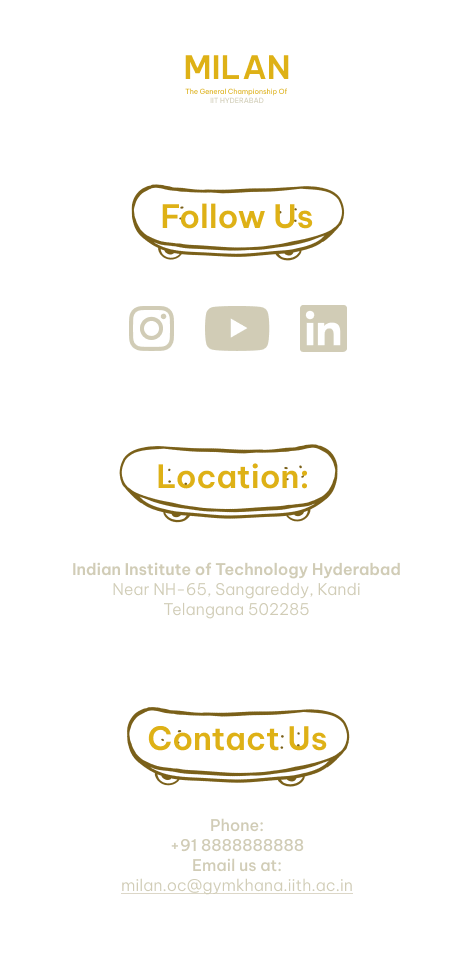 MILAN
The General Championship Of
IIT HYDERABAD
Follow Us
Location:
Indian Institute of Technology Hyderabad
Near NH-65, Sangareddy, Kandi
Telangana 502285
Contact Us
Phone:
+91 8888888888
Email us at:
milan.oc@gymkhana.iith.ac.in